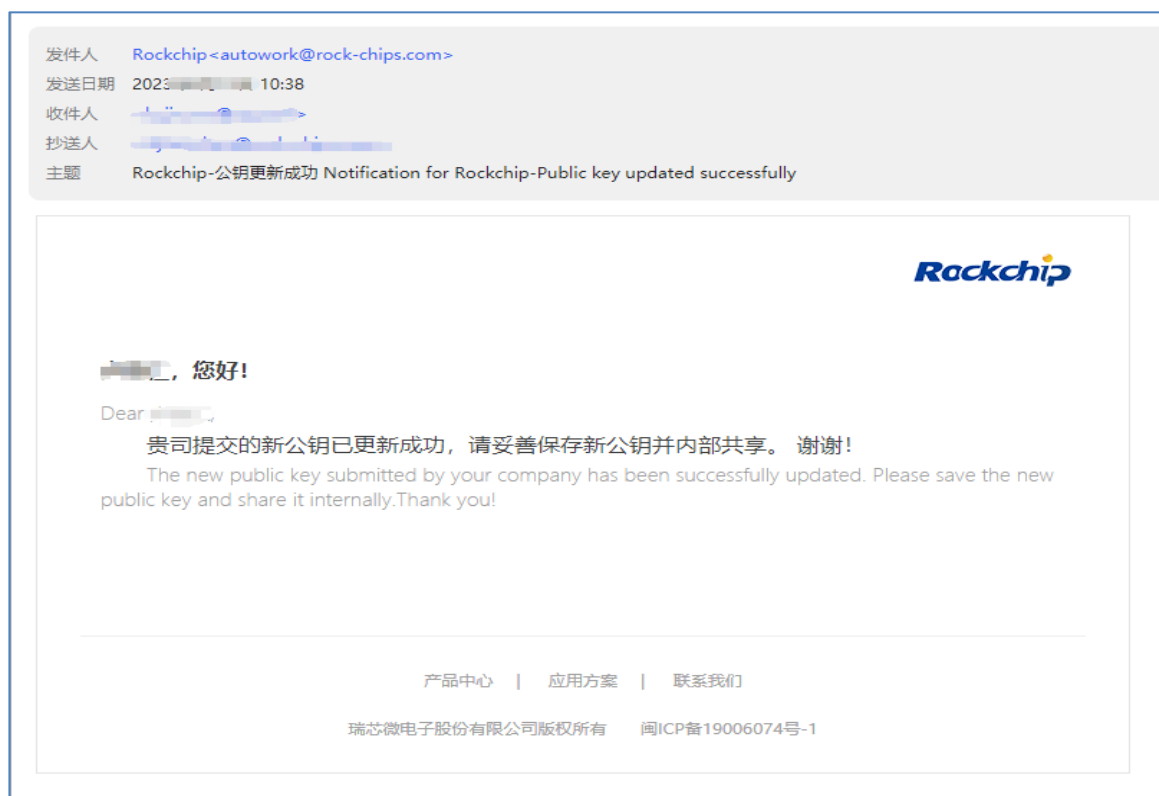 发件人 Rockchip<autowork@rock-chips.com>
发送日期 2023 10:38
收件人
抄送人
主题 Rockchip-公钥更新成功 Notification for Rockchip-Public key updated successfully
Rockchip
，您好!
Dear
贵司提交的新公钥已更新成功，请妥善保存新公钥并内部共享。 谢谢!
The new public key submitted by your company has been successfully updated. Please save the new
public key and share it internally.Thank you!
产品中心 | 应用方案 | 联系我们
瑞芯微电子股份有限公司版权所有 闽ICP备19006074号-1